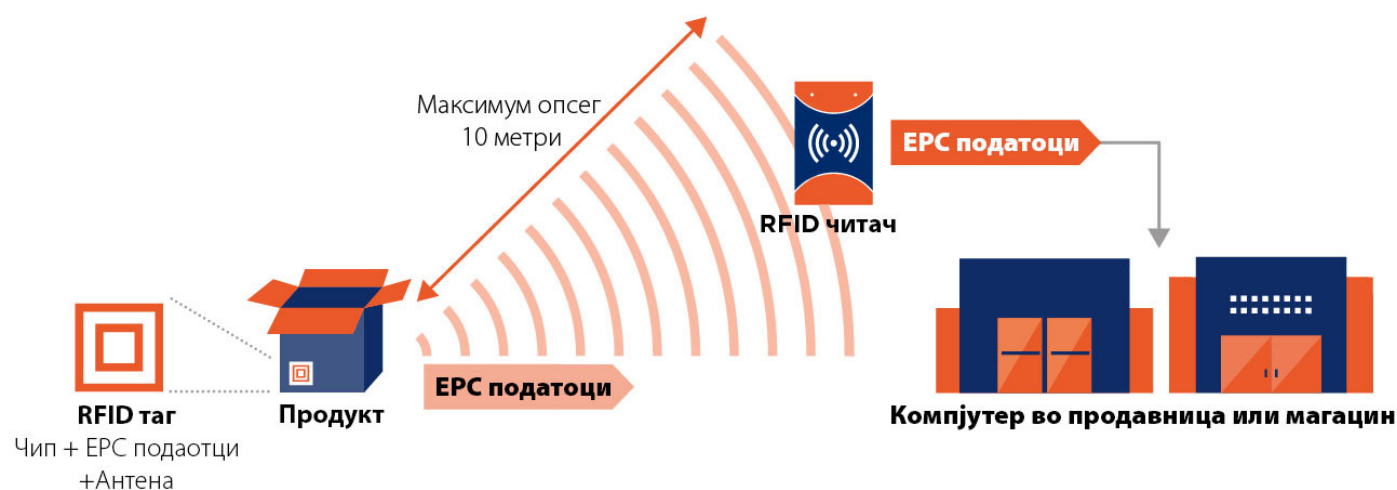 Максимум опсег
10 метри
EPC податоци
RFID читач
EPC податоци
RFID таг
Чип + EPC подаотци
+Антена
Продукт
Компјутер во продавница или магацин